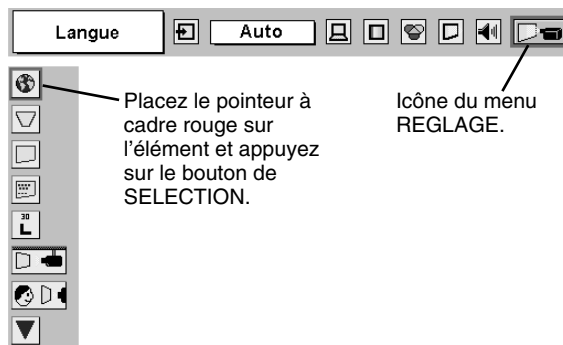 Langue
Auto
Placez le pointeur à
cadre rouge sur
l'élément et appuyez
sur le bouton de
SELECTION.
Icône du menu
REGLAGE.
30
L